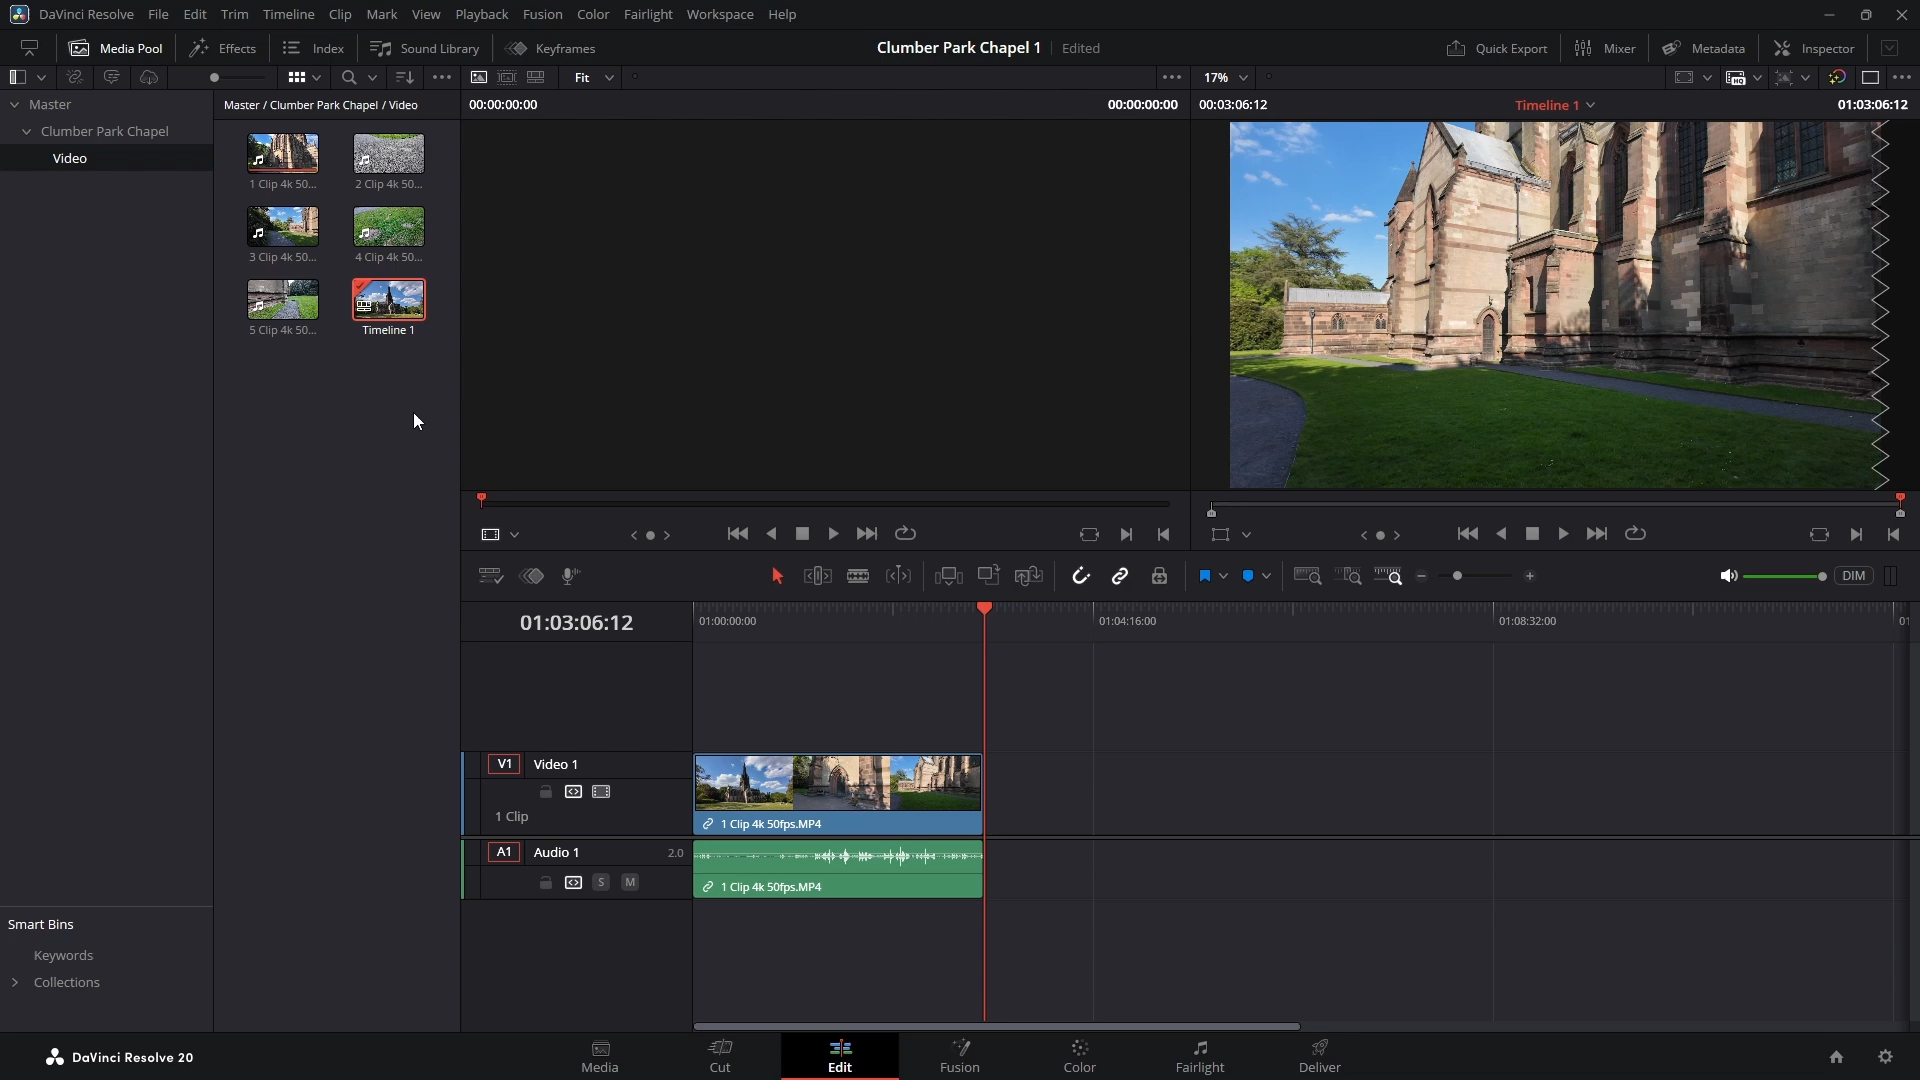 DaVinci Resolve File Edit Trim Timeline Clip Mark View Playback Fusion Color Fairlight Workspace Help
Media Pool Effects Index Sound Library Keyframes Clumber Park Chapel 1 Edited Quick Export Mixer Metadata Inspector
Fit 17%
Master Master / Clumber Park Chapel / Video 00:00:00:00 00:00:00:00 00:03:06:12 Timeline 1 01:03:06:12
Clumber Park Chapel
Video
1 Clip 4k 50... 2 Clip 4k 50...
3 Clip 4k 50... 4 Clip 4k 50...
5 Clip 4k 50... Timeline 1
DIM
01:03:06:12 01:00:00:00 01:04:16:00 01:08:32:00 01
V1 Video 1
1 Clip
1 Clip 4k 50fps.MP4
A1 Audio 1 2.0
S M 1 Clip 4k 50fps.MP4
Smart Bins
Keywords
Collections
DaVinci Resolve 20 Media Cut Edit Fusion Color Fairlight Deliver